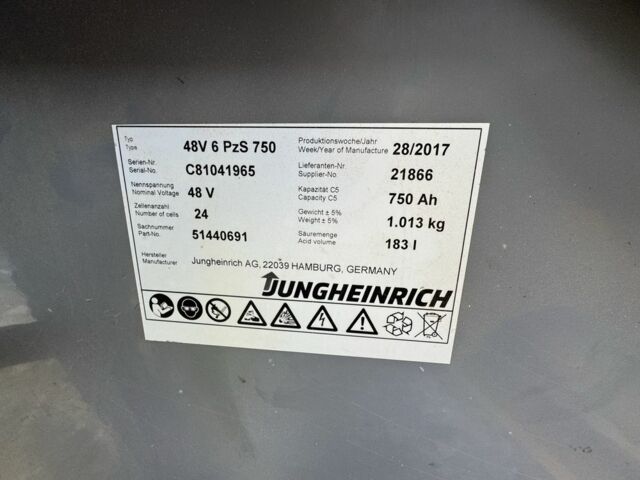 Typ
Type
48V 6 PzS 750
Produktionswoche/Jahr
Week/Year of Manufacture
28/2017
Serien-Nr.
Serial-No.
C81041965
Lieferanten-Nr.
Supplier-No.
21866
Nennspannung
Nominal Voltage
48 V
Kapazität C5
Capacity C5
750 Ah
Zellenanzahl
Number of cells
24
Gewicht ± 5%
Weight ± 5%
1.013 kg
Sachnummer
Part-No.
51440691
Säuremenge
Acid volume
183 l
Hersteller
Manufacturer
Jungheinrich AG, 22039 HAMBURG, GERMANY
JUNGHEINRICH